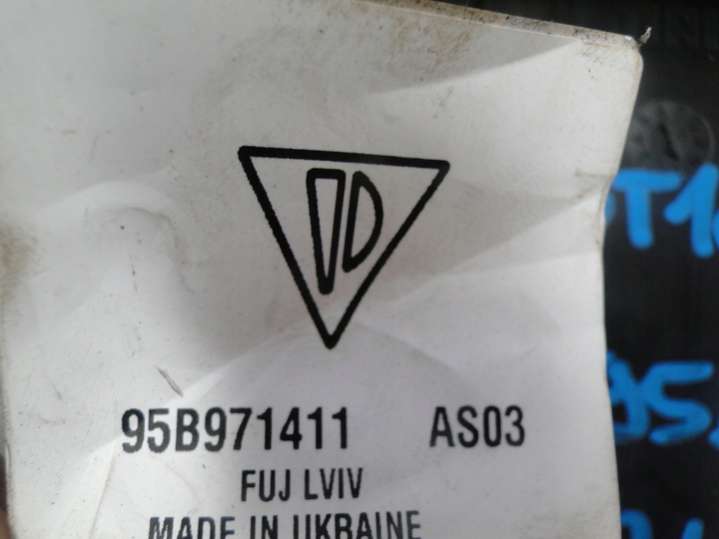 95B971411 AS03
FUJ LVIV
MADE IN UKRAINE